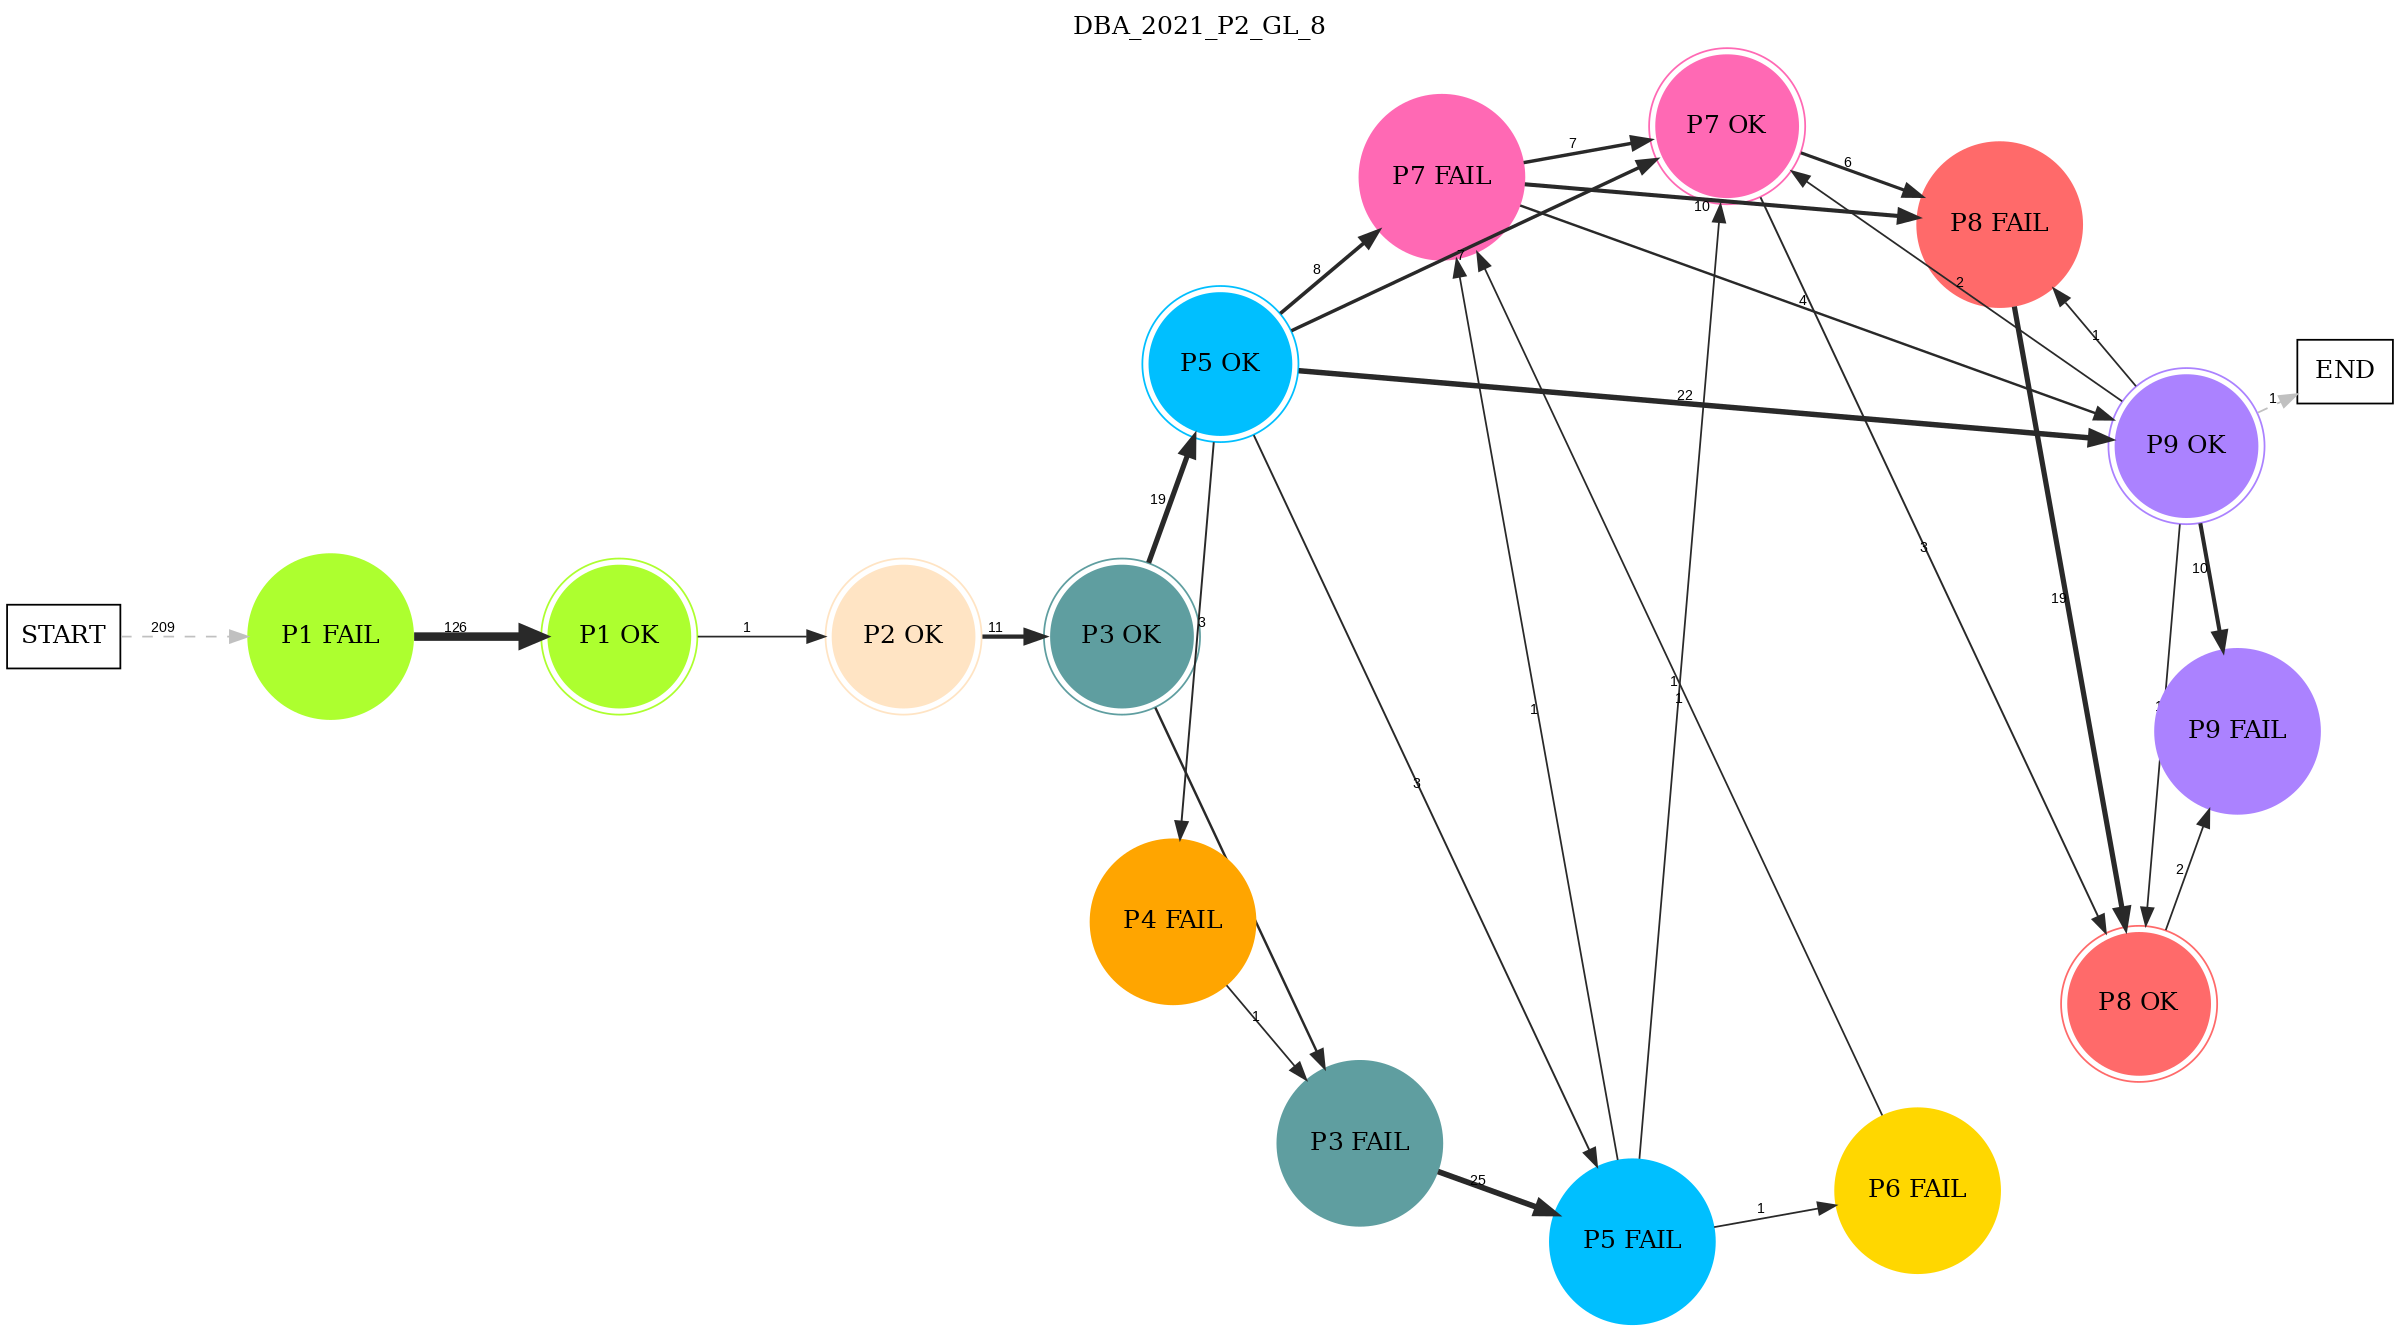 DBA_2021_P2_GL_8
P7 OK
7
6
P7 FAIL
10
P8 FAIL
8
7
2
4
1
P5 OK
END
22
1
P9 OK
19
10
3
19
START
209
P1 FAIL
126
P1 OK
1
P2 OK
11
P3 OK
3
1
1
1
P9 FAIL
3
2
P4 FAIL
P8 OK
1
P3 FAIL
25
P5 FAIL
1
P6 FAIL